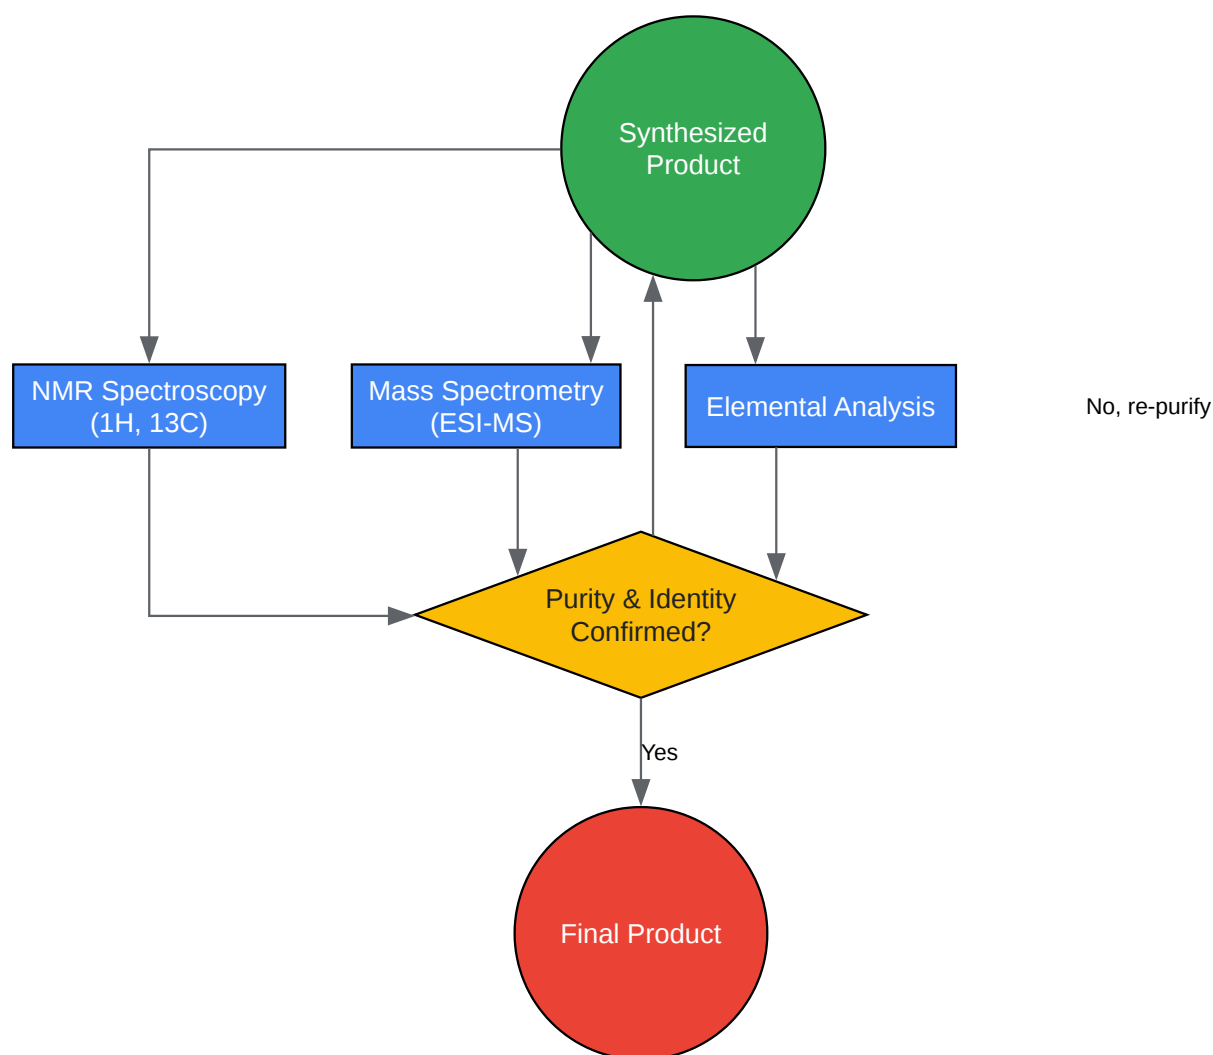 Synthesized
Product
NMR Spectroscopy
(1H, 13C)
Mass Spectrometry
(ESI-MS)
Elemental Analysis
No, re-purify
Purity & Identity
Confirmed?
Yes
Final Product